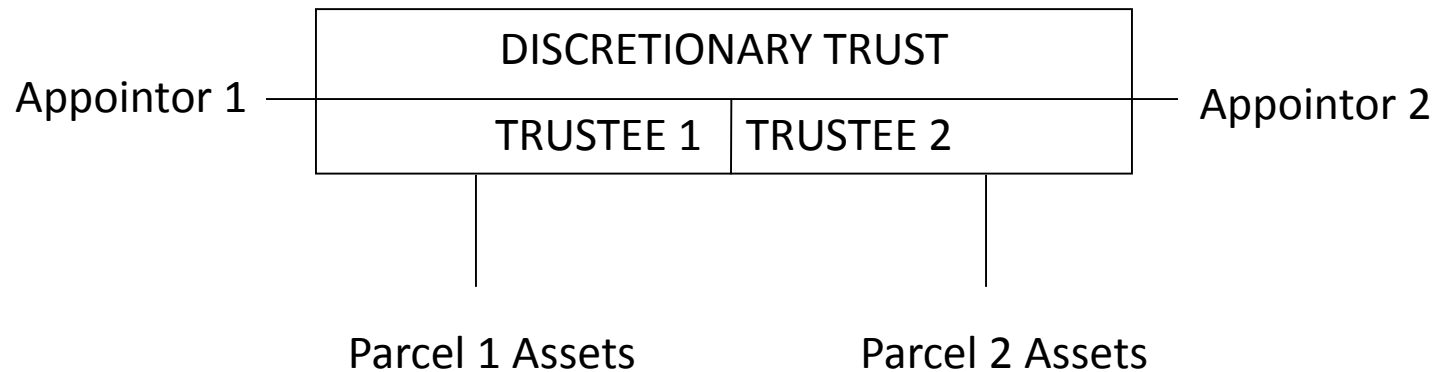 DISCRETIONARY TRUST
Appointor 1
Appointor 2
TRUSTEE 1
TRUSTEE 2
Parcel 1 Assets
Parcel 2 Assets